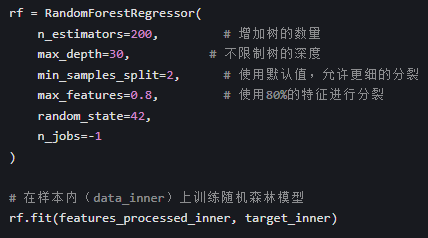 rf = RandomForestRegressor(
    n_estimators=200,        # 增加树的数量
    max_depth=30,          # 不限制树的深度
    min_samples_split=2,     # 使用默认值，允许更细的分裂
    max_features=0.8,        # 使用80%的特征进行分裂
    random_state=42,
    n_jobs=-1
)
# 在样本内（data_inner）上训练随机森林模型
rf.fit(features_processed_inner, target_inner)